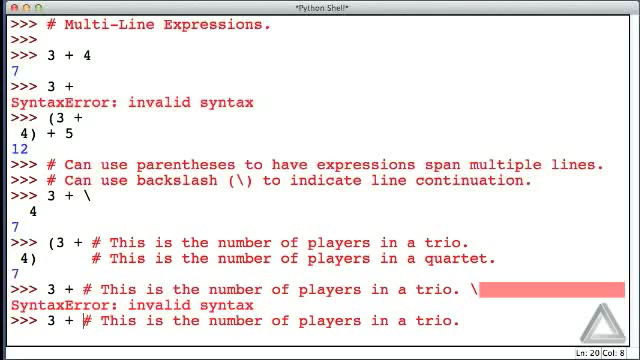 *Python Shell*
>>> # Multi-Line Expressions.
>>>
>>> 3 + 4
7
>>> 3 +
SyntaxError: invalid syntax
>>> (3 +
4) + 5
12
>>> # Can use parentheses to have expressions span multiple lines.
>>> # Can use backslash (\) to indicate line continuation.
>>> 3 + \
4
7
>>> (3 + # This is the number of players in a trio.
4) # This is the number of players in a quartet.
7
>>> 3 + # This is the number of players in a trio. \
SyntaxError: invalid syntax
>>> 3 + # This is the number of players in a trio.
Ln: 20 Col: 8